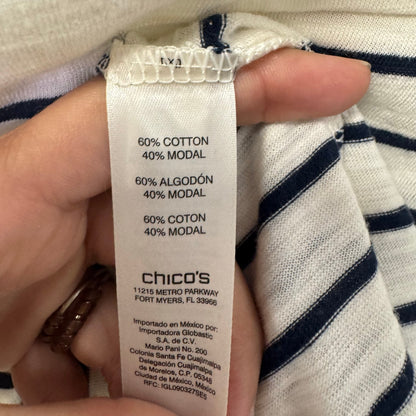 60% COTTON
40% MODAL
60% ALGODÓN
40% MODAL
60% COTON
40% MODAL
chico's
11215 METRO PARKWAY
FORT MYERS, FL 33966
Importado en México por:
Importadora Globastic
S.A. de C.V.
Mario Pani No. 200
Colonia Santa Fe Cuajimalpa
Delegación Cuajimalpa
de Morelos, C.P. 05348
Ciudad de México, México
RFC: IGL090327SE5